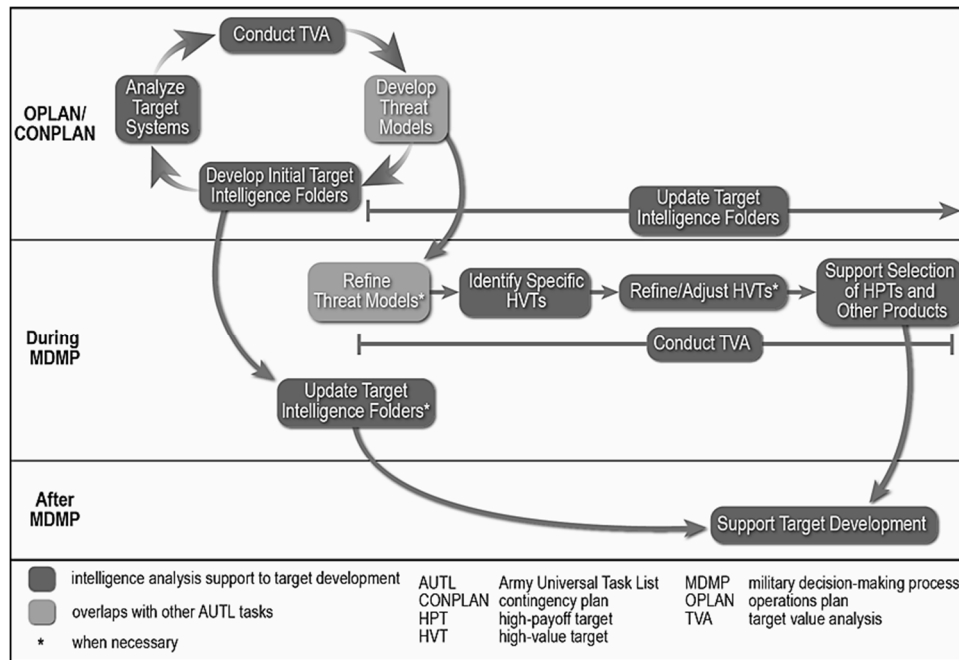 Conduct TVA
Analyze
Target
Systems
Develop
Threat
Models
OPLAN/
CONPLAN
Develop Initial Target
Intelligence Folders
Update Target
Intelligence Folders
Refine
Threat Models*
Identify Specific
HVTs
Refine/Adjust HVTs*
Support Selection
of HPTs and
Other Products
During
MDMP
Conduct TVA
Update Target
Intelligence Folders*
After
MDMP
Support Target Development
intelligence analysis support to target development
overlaps with other AUTL tasks
* when necessary
AUTL Army Universal Task List
CONPLAN contingency plan
HPT high-payoff target
HVT high-value target
MDMP military decision-making process
OPLAN operations plan
TVA target value analysis